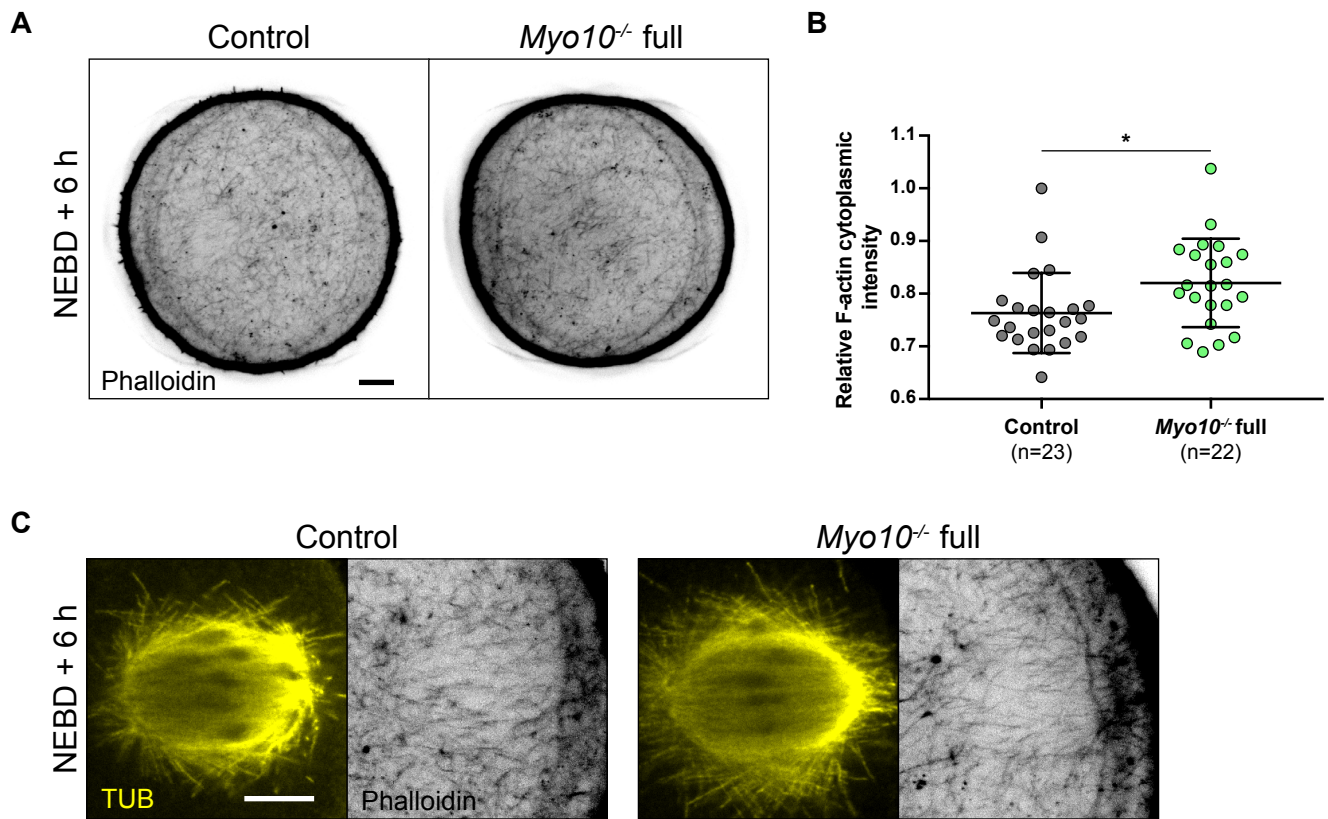 A
Control
Myo10-/- full
NEBD + 6 h
Phalloidin
B
Relative F-actin cytoplasmic
intensity
1.1
1.0
0.9
0.8
0.7
0.6
*
Control
(n=23)
Myo10-/- full
(n=22)
C
Control
Myo10-/- full
NEBD + 6 h
TUB
Phalloidin